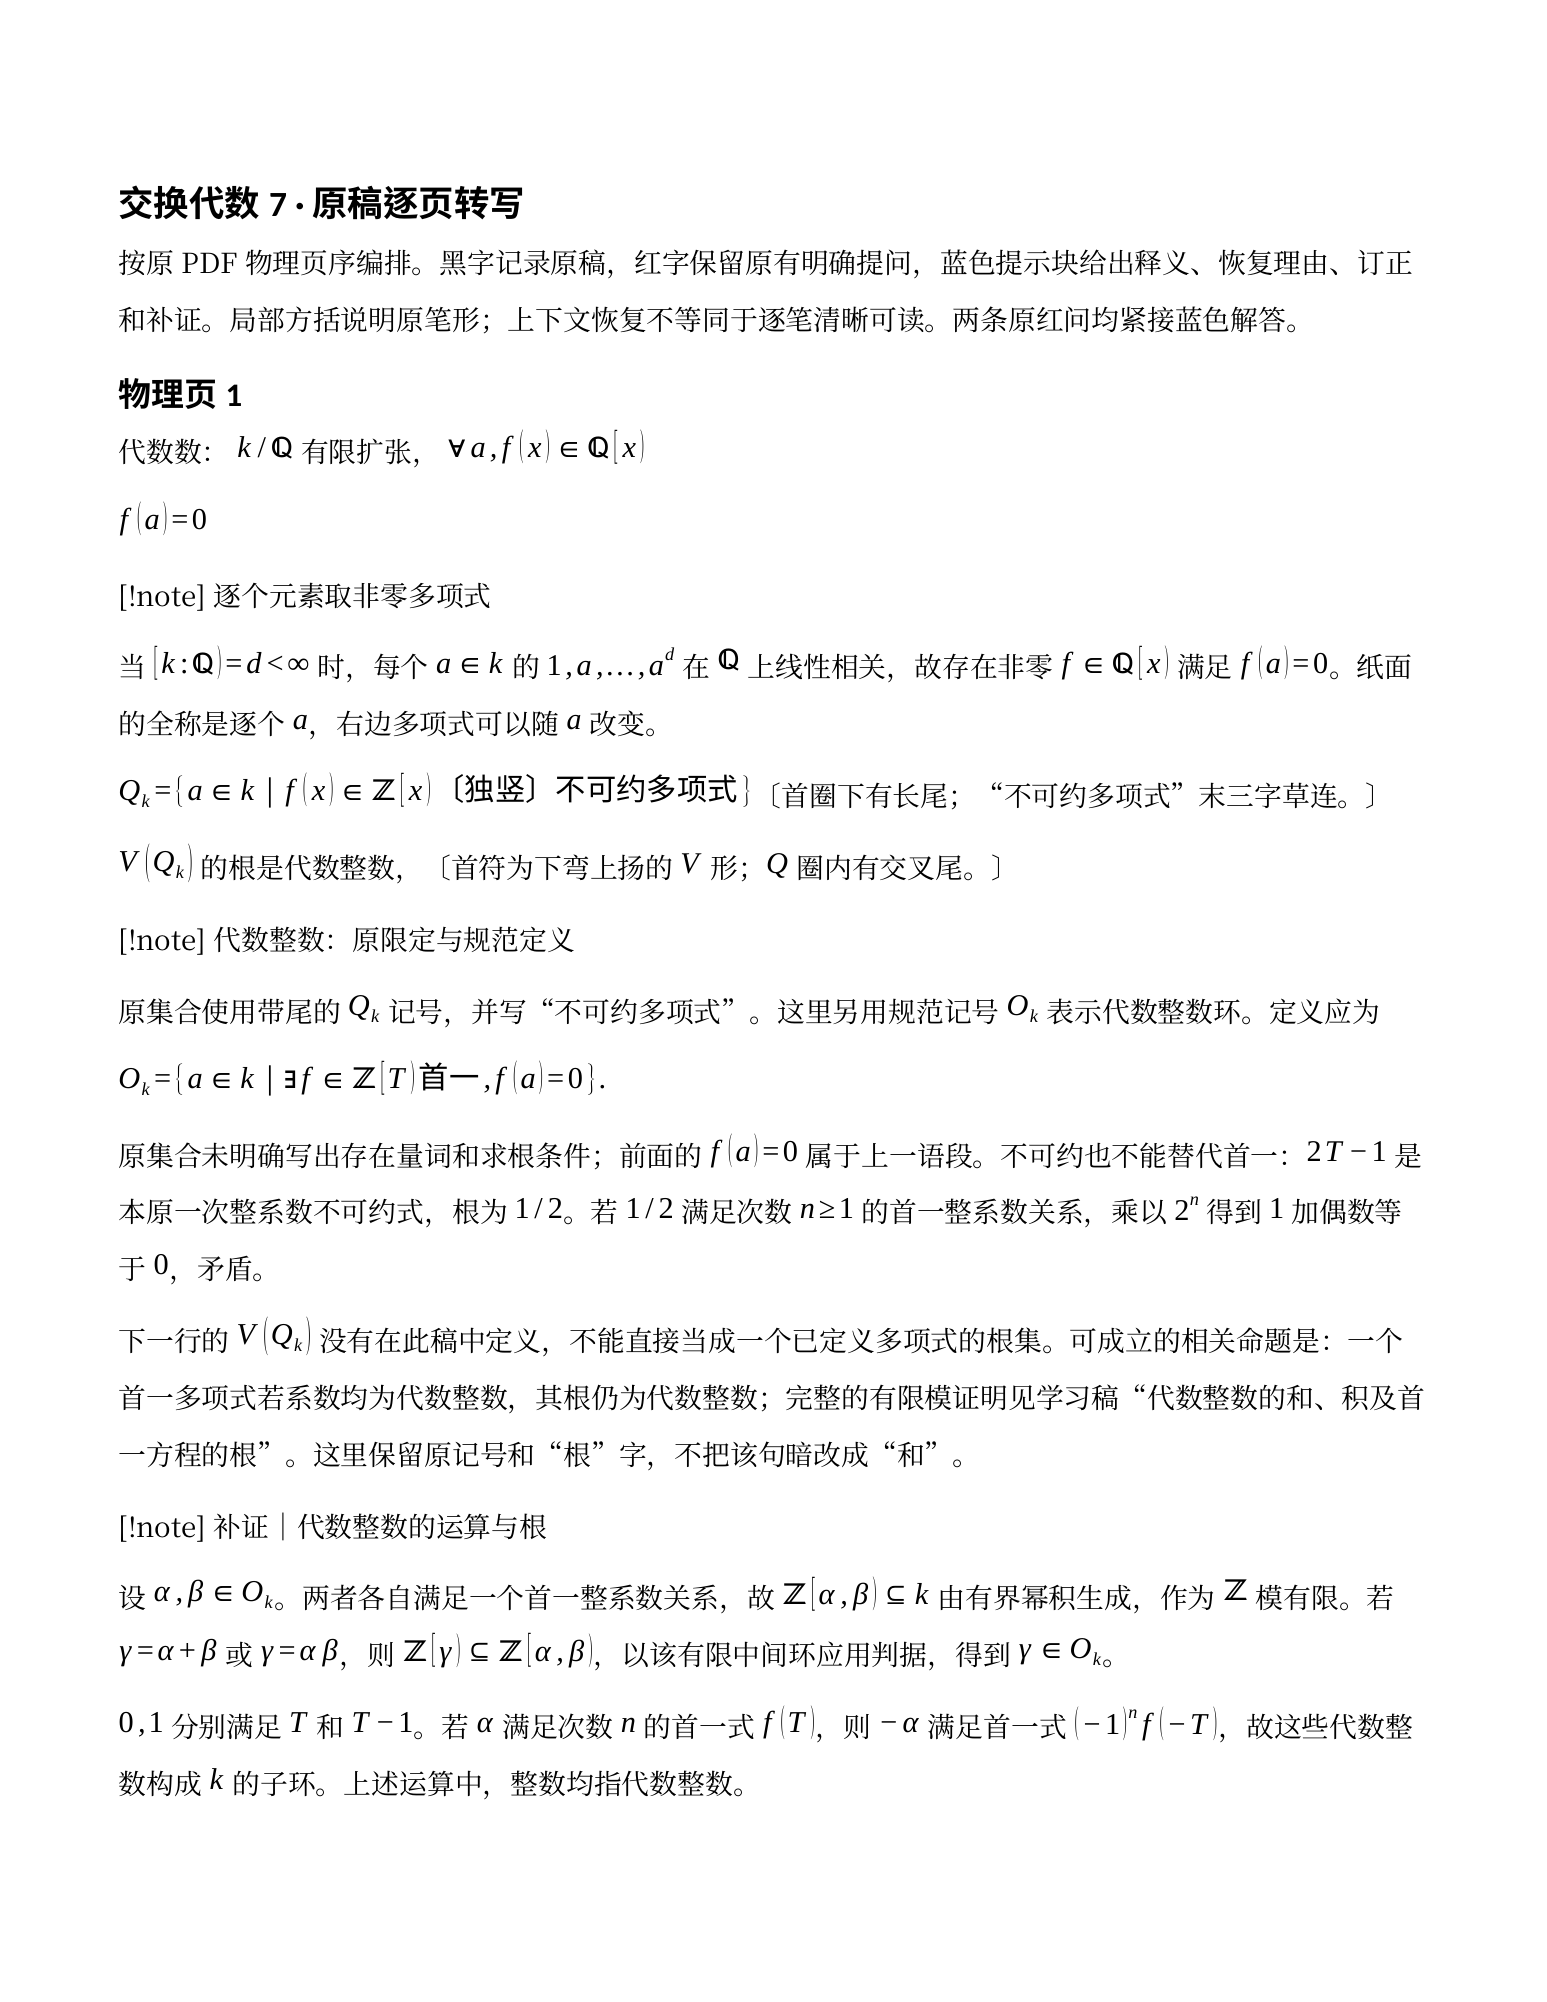 交换代数 7 · 原稿逐页转写
按原 PDF 物理页序编排。黑字记录原稿，红字保留原有明确提问，蓝色提示块给出释义、恢复理由、订正
和补证。局部方括说明原笔形；上下文恢复不等同于逐笔清晰可读。两条原红问均紧接蓝色解答。
物理页 1
代数数： k/ℚ 有限扩张， ∀a,f(x)∈ℚ[x)
f(a)=0
[!note] 逐个元素取非零多项式
当 [k:ℚ)=d<∞ 时，每个 a∈k 的 1,a,…,a^d 在 ℚ 上线性相关，故存在非零 f∈ℚ[x) 满足 f(a)=0。纸面
的全称是逐个 a，右边多项式可以随 a 改变。
Q_k={a∈k∣f(x)∈ℤ[x)〔独竖〕不可约多项式}〔首圈下有长尾；“不可约多项式”末三字草连。〕
V(Q_k) 的根是代数整数，〔首符为下弯上扬的 V 形；Q 圈内有交叉尾。〕
[!note] 代数整数：原限定与规范定义
原集合使用带尾的 Q_k 记号，并写“不可约多项式”。这里另用规范记号 O_k 表示代数整数环。定义应为
O_k={a∈k∣∃f∈ℤ[T)首一,f(a)=0}.
原集合未明确写出存在量词和求根条件；前面的 f(a)=0 属于上一语段。不可约也不能替代首一：2T−1 是
本原一次整系数不可约式，根为 1/2。若 1/2 满足次数 n≥1 的首一整系数关系，乘以 2^n 得到 1 加偶数等
于 0，矛盾。
下一行的 V(Q_k) 没有在此稿中定义，不能直接当成一个已定义多项式的根集。可成立的相关命题是：一个
首一多项式若系数均为代数整数，其根仍为代数整数；完整的有限模证明见学习稿“代数整数的和、积及首
一方程的根”。这里保留原记号和“根”字，不把该句暗改成“和”。
[!note] 补证｜代数整数的运算与根
设 α,β∈O_k。两者各自满足一个首一整系数关系，故 ℤ[α,β)⊆k 由有界幂积生成，作为 ℤ 模有限。若
γ=α+β 或 γ=αβ，则 ℤ[γ)⊆ℤ[α,β)，以该有限中间环应用判据，得到 γ∈O_k。
0,1 分别满足 T 和 T−1。若 α 满足次数 n 的首一式 f(T)，则 −α 满足首一式 (−1)^n f(−T)，故这些代数整
数构成 k 的子环。上述运算中，整数均指代数整数。